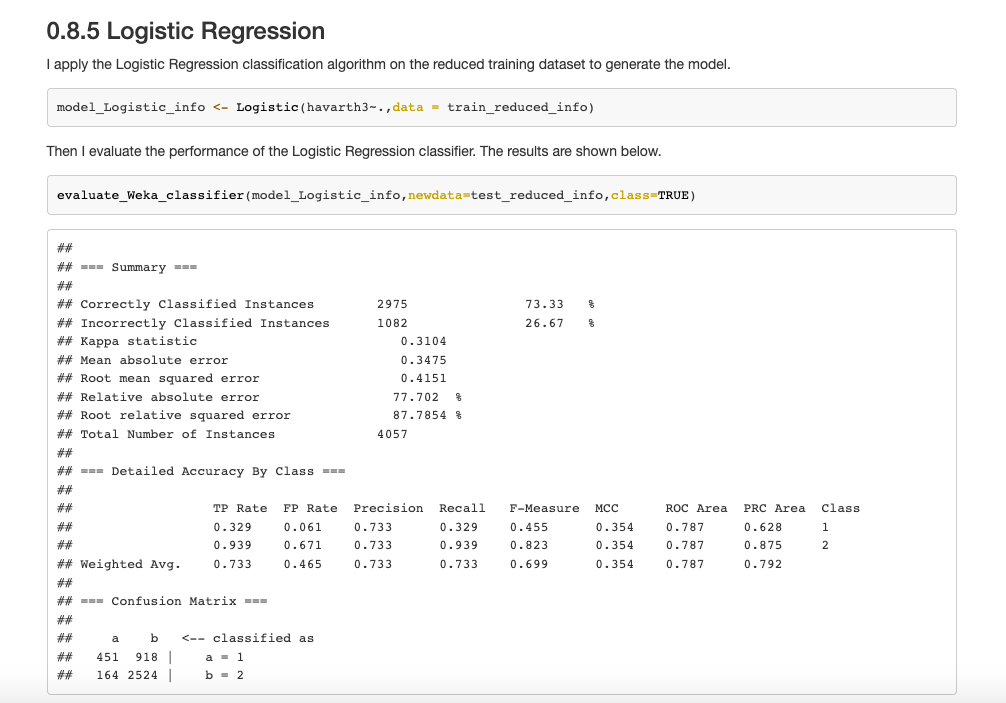 0.8.5 Logistic Regression
I apply the Logistic Regression classification algorithm on the reduced training dataset to generate the model.
model_Logistic_info <- Logistic(havarth3~.,data = train_reduced_info)
Then I evaluate the performance of the Logistic Regression classifier. The results are shown below.
evaluate_Weka_classifier(model_Logistic_info,newdata=test_reduced_info,class=TRUE)
##
## === Summary ===
##
## Correctly Classified Instances        2975               73.33   %
## Incorrectly Classified Instances      1082               26.67   %
## Kappa statistic                          0.3104
## Mean absolute error                      0.3475
## Root mean squared error                  0.4151
## Relative absolute error                 77.702  %
## Root relative squared error             87.7854 %
## Total Number of Instances             4057
##
## === Detailed Accuracy By Class ===
##
##                  TP Rate  FP Rate  Precision  Recall   F-Measure  MCC      ROC Area  PRC Area  Class
##                  0.329    0.061    0.733      0.329    0.455      0.354    0.787     0.628     1
##                  0.939    0.671    0.733      0.939    0.823      0.354    0.787     0.875     2
## Weighted Avg.    0.733    0.465    0.733      0.733    0.699      0.354    0.787     0.792
##
## === Confusion Matrix ===
##
##     a    b   <-- classified as
##   451  918 |    a = 1
##   164 2524 |    b = 2